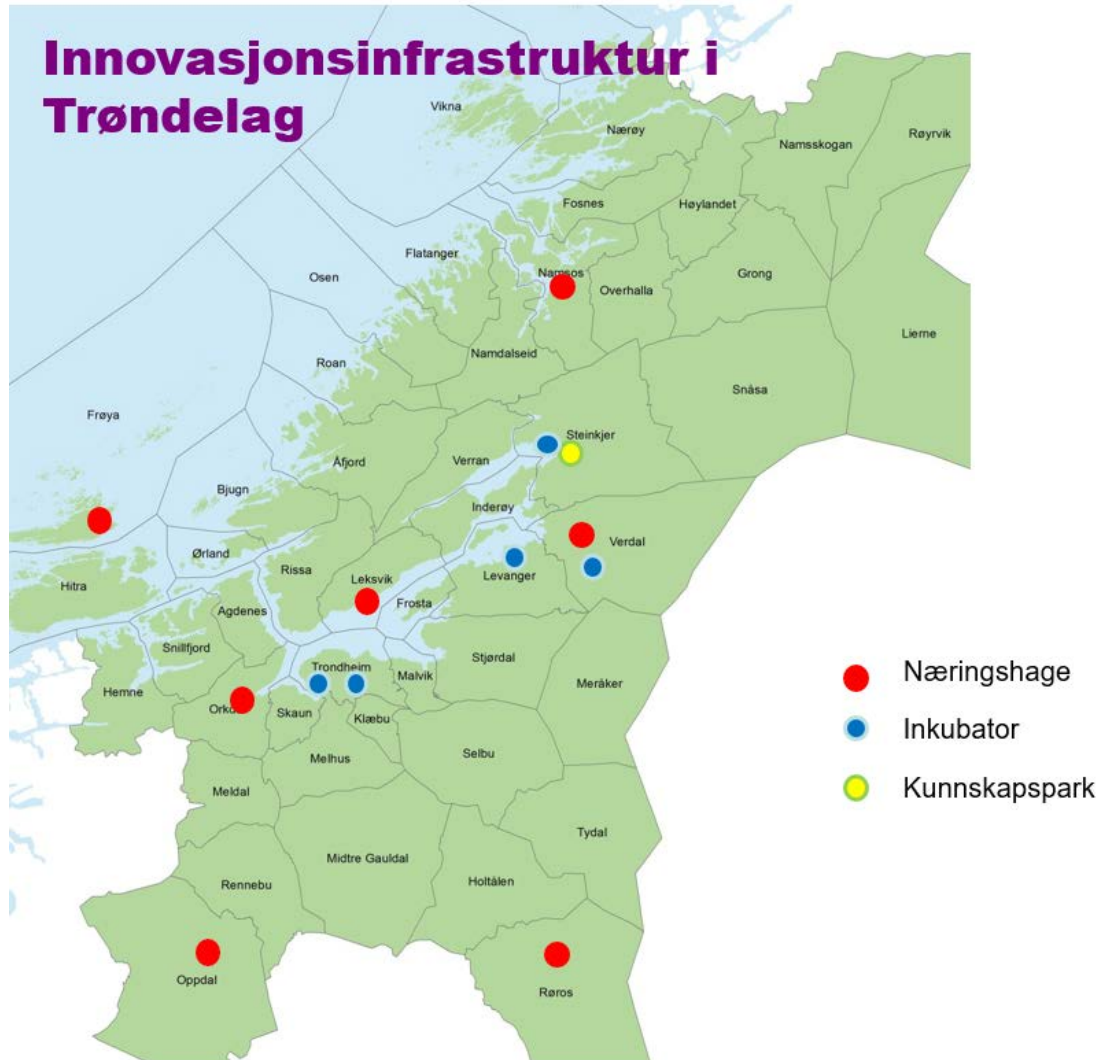 Innovasjonsinfrastruktur i
Trøndelag
Vikna
Nærøy
Namsskogan
Røyrvik
Fosnes
Høylandet
Flatanger
Osen
Namsos
Overhalla
Grong
Lierne
Roan
Namdalseid
Snåsa
Frøya
Steinkjer
Åfjord
Verran
Bjugn
Inderøy
Verdal
Ørland
Rissa
Leksvik
Levanger
Hitra
Agdenes
Frosta
Snillfjord
Stjørdal
Trondheim
Malvik
Meråker
Hemne
Skaun
Klæbu
Selbu
Melhus
Meldal
Tydal
Midtre Gauldal
Rennebu
Holtålen
Oppdal
Røros
Næringshage
Inkubator
Kunnskapspark